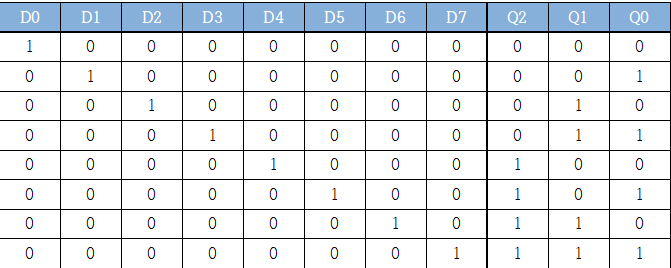 D0 D1 D2 D3 D4 D5 D6 D7 Q2 Q1 Q0
1 0 0 0 0 0 0 0 0 0 0
0 1 0 0 0 0 0 0 0 0 1
0 0 1 0 0 0 0 0 0 1 0
0 0 0 1 0 0 0 0 0 1 1
0 0 0 0 1 0 0 0 1 0 0
0 0 0 0 0 1 0 0 1 0 1
0 0 0 0 0 0 1 0 1 1 0
0 0 0 0 0 0 0 1 1 1 1